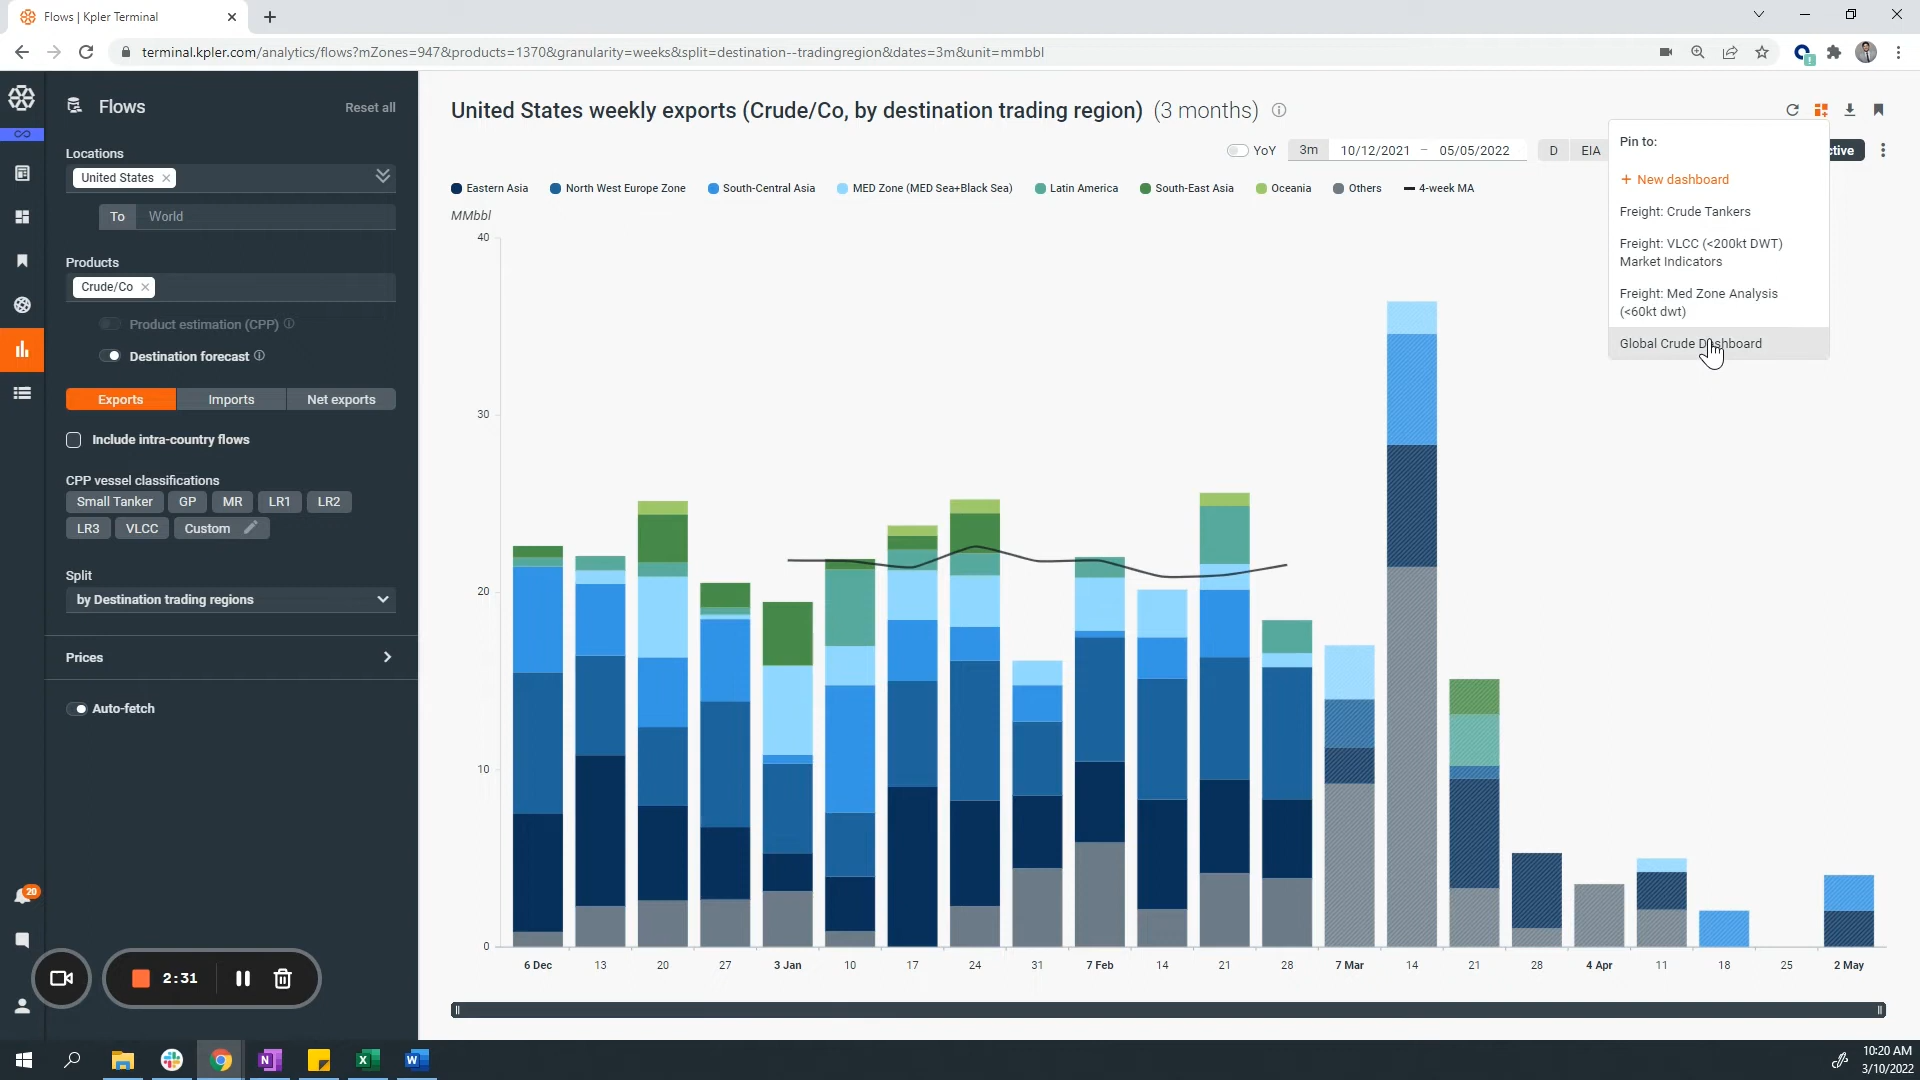 Flows | Kpler Terminal
terminal.kpler.com/analytics/flows?mZones=947&products=1370&granularity=weeks&split=destination--tradingregion&dates=3m&unit=mmbbl
Flows
Reset all
Locations
United States
To World
Products
Crude/Co
Product estimation (CPP)
Destination forecast
Exports Imports Net exports
Include intra-country flows
CPP vessel classifications
Small Tanker GP MR LR1 LR2
LR3 VLCC Custom
Split
by Destination trading regions
Prices
Auto-fetch
20
2:31
United States weekly exports (Crude/Co, by destination trading region) (3 months)
YoY 3m 10/12/2021 – 05/05/2022 D EIA
Eastern Asia North West Europe Zone South-Central Asia MED Zone (MED Sea+Black Sea) Latin America South-East Asia Oceania Others 4-week MA
MMbbl
40
30
20
10
0
6 Dec 13 20 27 3 Jan 10 17 24 31 7 Feb 14 21 28 7 Mar 14 21 28 4 Apr 11 18 25 2 May
Pin to:
+ New dashboard
Freight: Crude Tankers
Freight: VLCC (<200kt DWT)
Market Indicators
Freight: Med Zone Analysis
(<60kt dwt)
Global Crude Dashboard
10:20 AM
3/10/2022